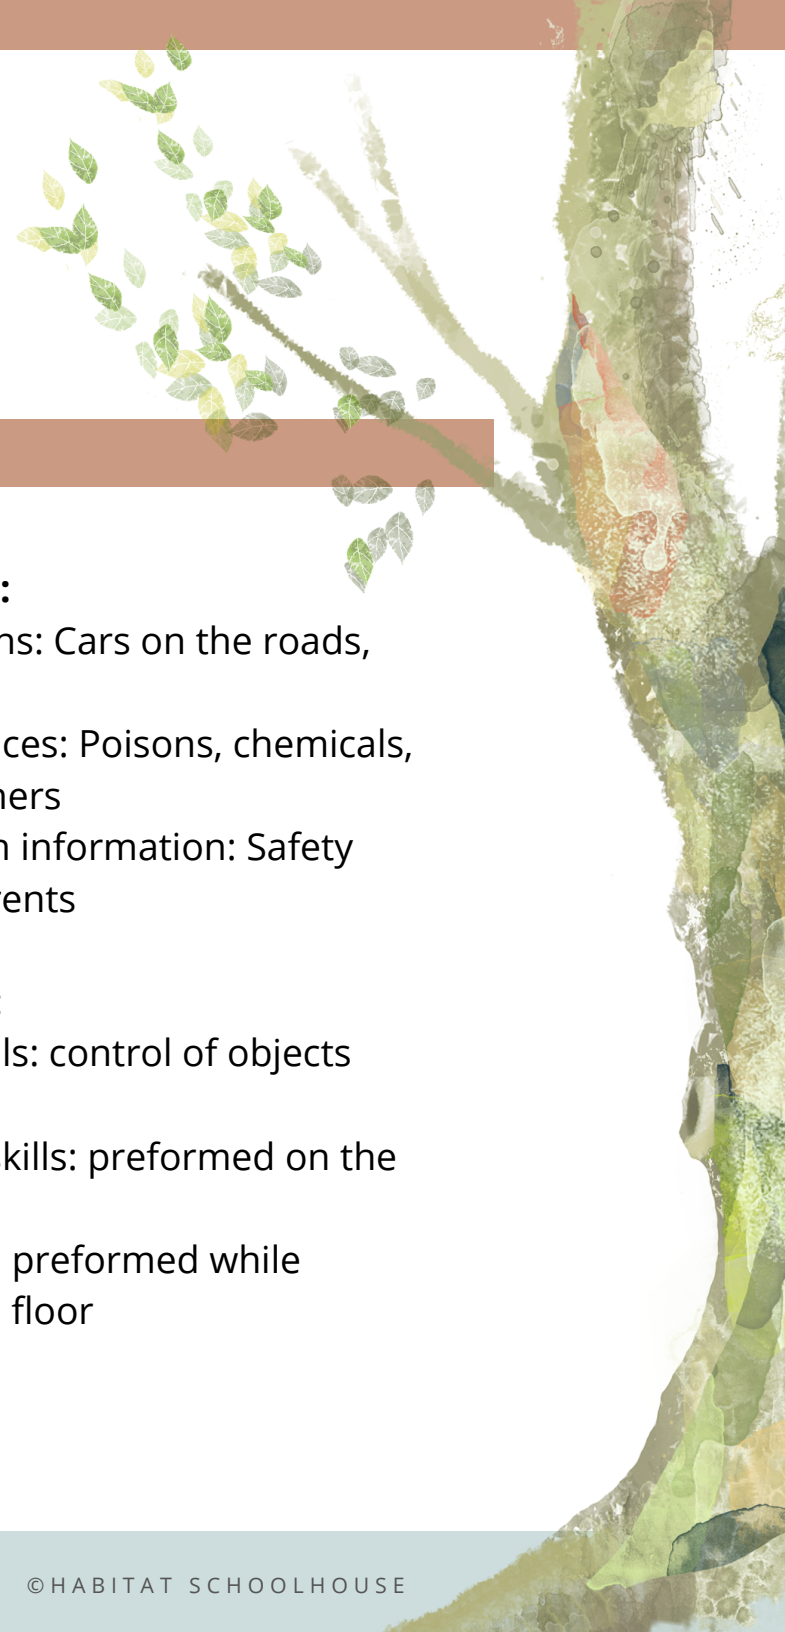 :
ns: Cars on the roads,
ces: Poisons, chemicals,
ners
n information: Safety
rents
:
ls: control of objects
skills: preformed on the
preformed while
floor
©HABITAT SCHOOLHOUSE